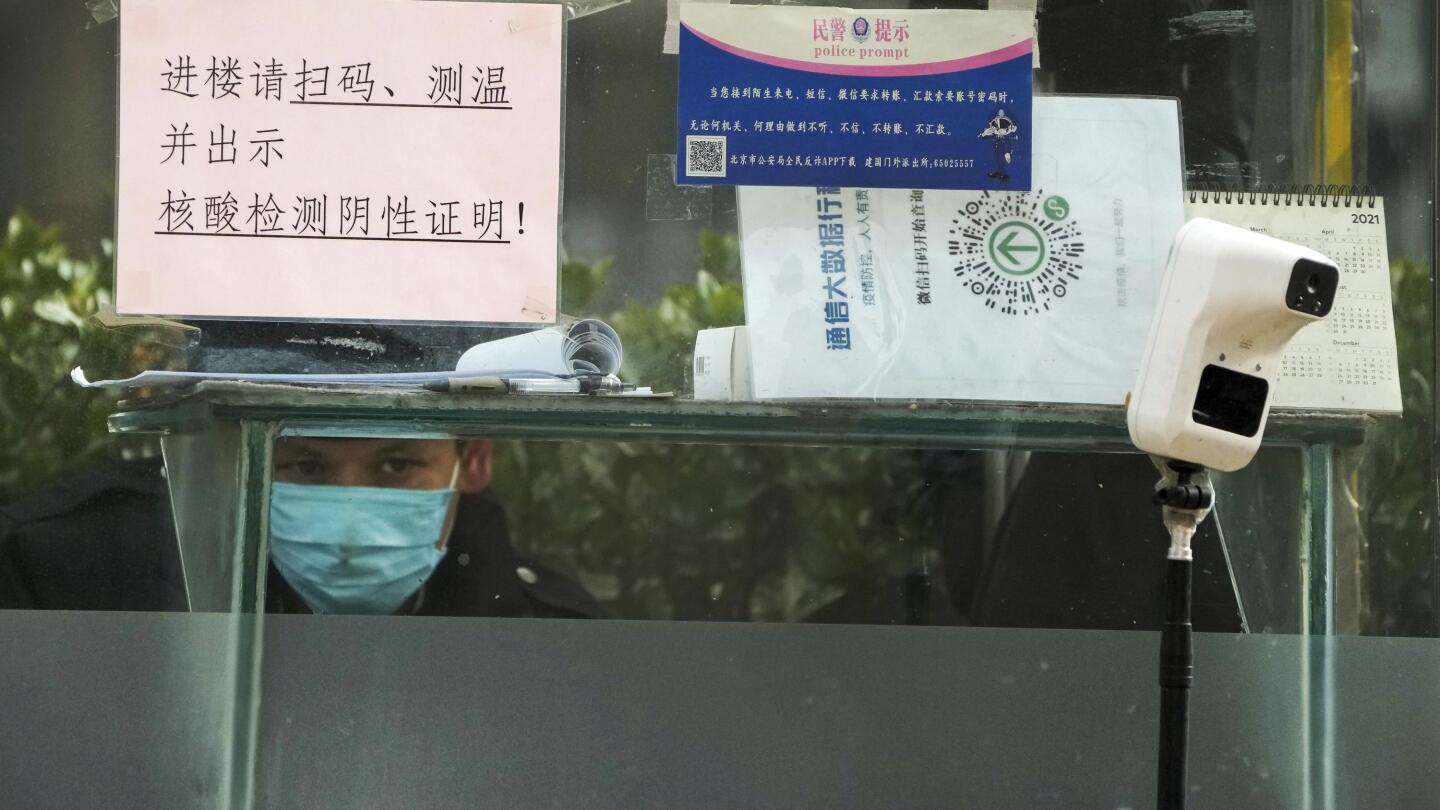 进楼请扫码、测温
并出示
核酸检测阴性证明!
民警 提示
police prompt
当您接到陌生来电、短信、微信要求转账、汇款索要账号密码时,
无论何机关、何理由做到不听、不信、不转账、不汇款。
北京市公安局全民反诈APP下载 建国门外派出所:65025557
通信大数据行程
疫情防控,人人有责
微信扫码开始查询
2021
March
April
December